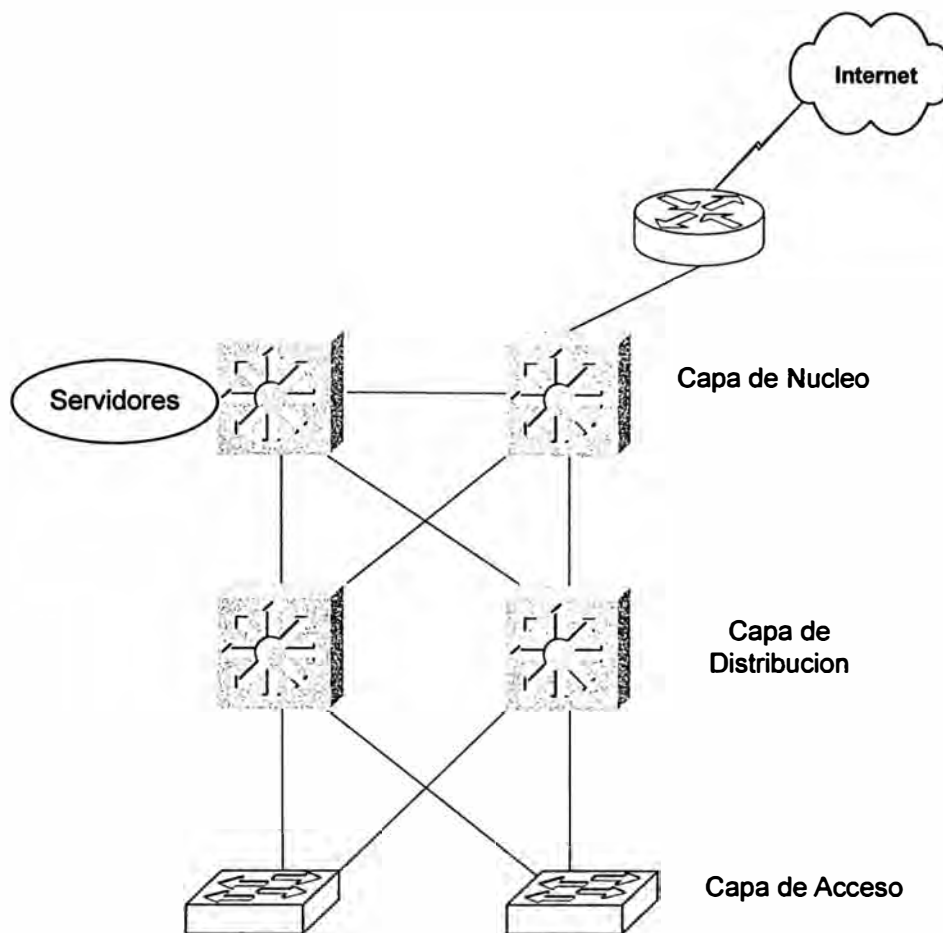 Internet
Servidores
Capa de Nucleo
Capa de
Distribucion
Capa de Acceso